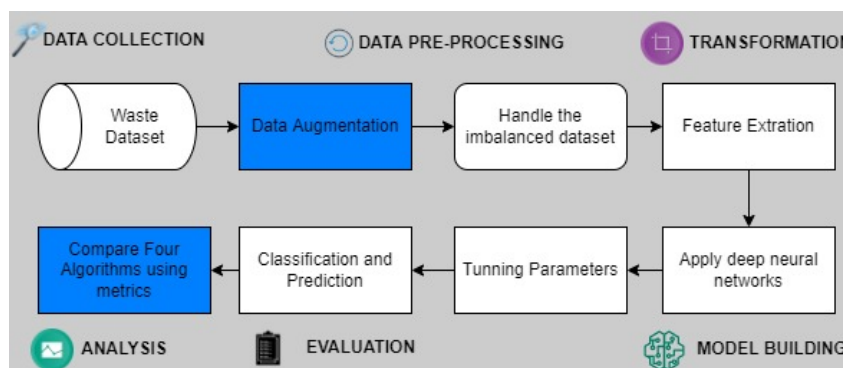 DATA COLLECTION
DATA PRE-PROCESSING
TRANSFORMATION
Waste
Dataset
Data Augmentation
Handle the
imbalanced dataset
Feature Extration
Compare Four
Algorithms using
metrics
Classification and
Prediction
Tunning Parameters
Apply deep neural
networks
ANALYSIS
EVALUATION
MODEL BUILDING